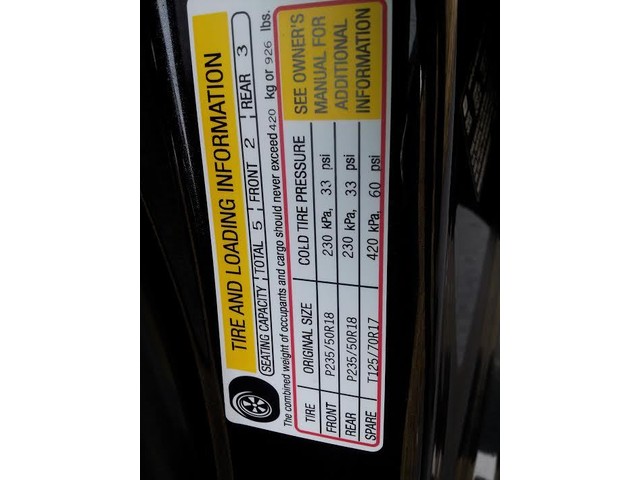 TIRE AND LOADING INFORMATION
SEATING CAPACITY TOTAL 5 FRONT 2 REAR 3
The combined weight of occupants and cargo should never exceed 420 kg or 926 lbs.
TIRE ORIGINAL SIZE COLD TIRE PRESSURE
FRONT P235/50R18 230 kPa, 33 psi
REAR P235/50R18 230 kPa, 33 psi
SPARE T125/70R17 420 kPa, 60 psi
SEE OWNER'S
MANUAL FOR
ADDITIONAL
INFORMATION